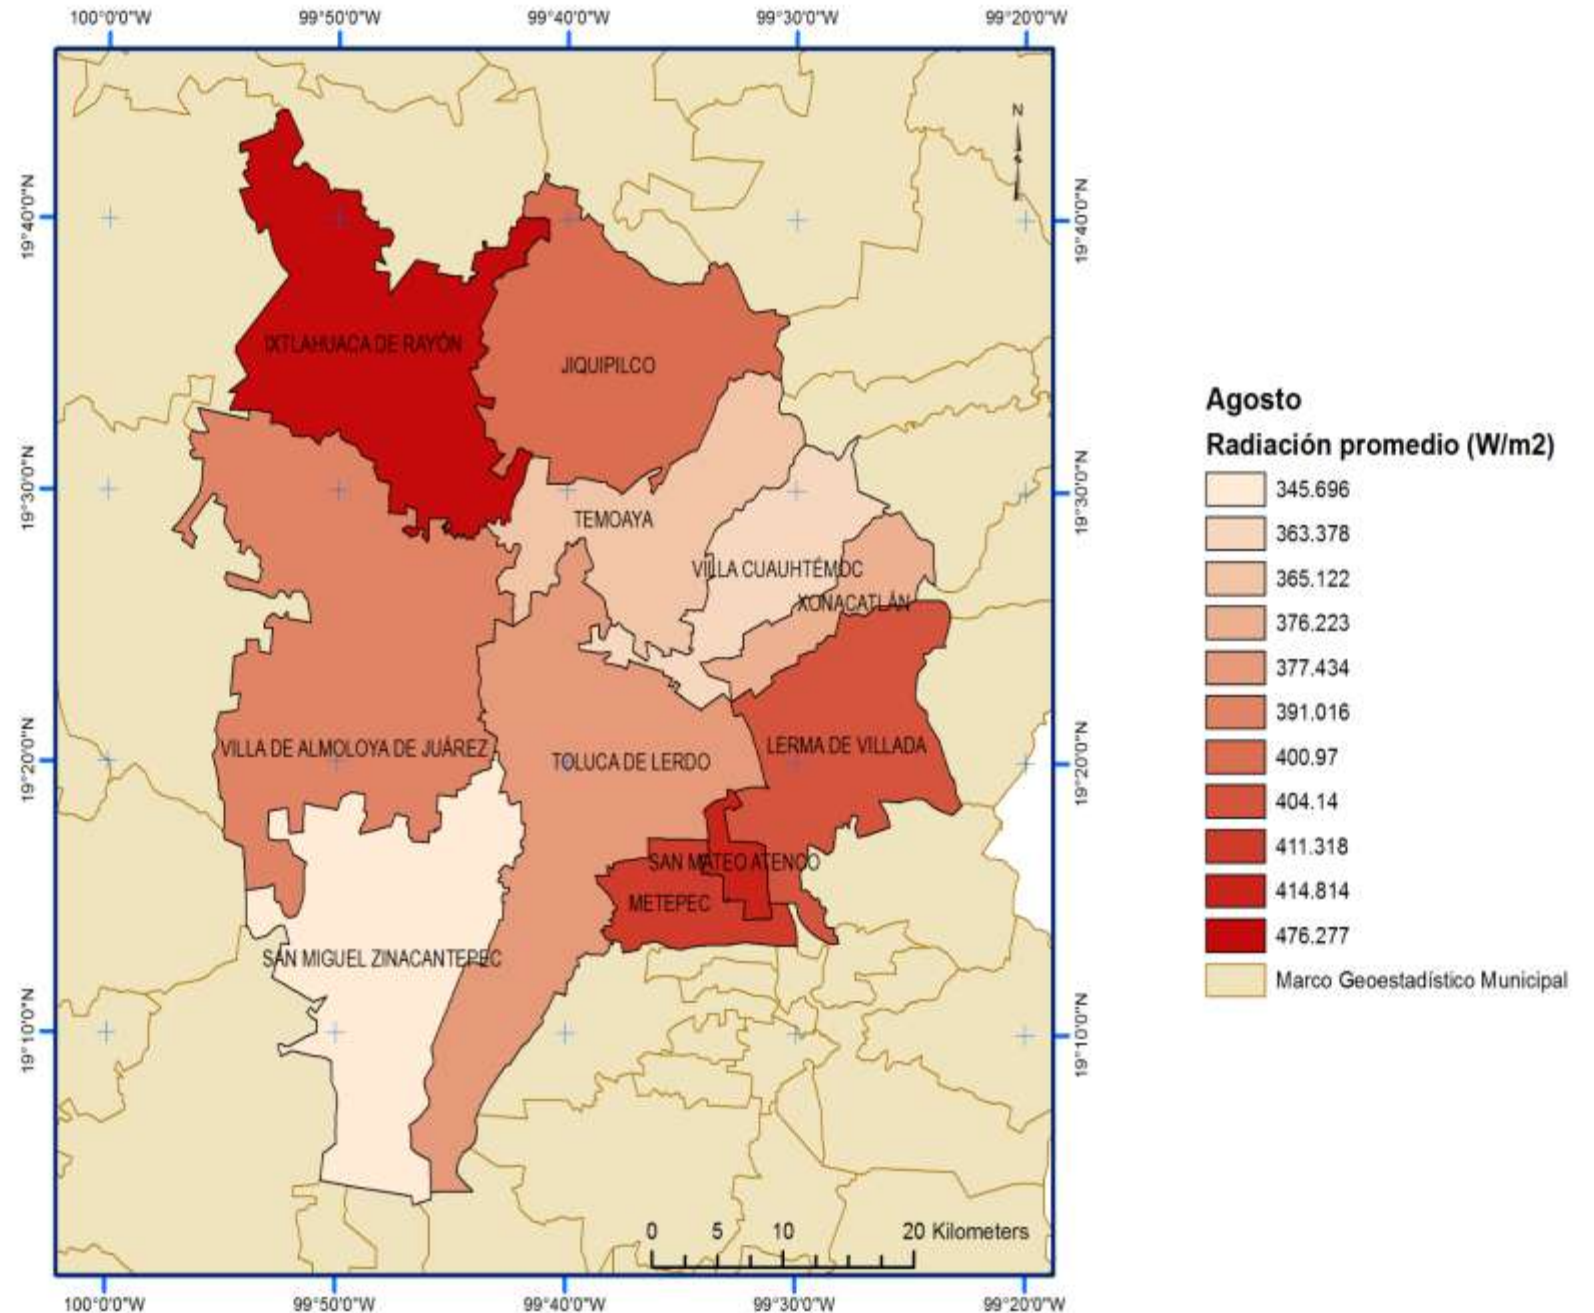 100°0'0"W 99°50'0"W 99°40'0"W 99°30'0"W 99°20'0"W
N
19°40'0"N 19°40'0"N
IXTLAHUACA DE RAYÓN
JIQUIPILCO
19°30'0"N 19°30'0"N
TEMOAYA
VILLA CUAUHTÉMOC
XONACATLÁN
LERMA DE VILLADA
VILLA DE ALMOLOYA DE JUÁREZ
TOLUCA DE LERDO
19°20'0"N 19°20'0"N
SAN MATEO ATENCO
METEPEC
SAN MIGUEL ZINACANTEPEC
19°10'0"N 19°10'0"N
0 5 10 20 Kilometers
100°0'0"W 99°50'0"W 99°40'0"W 99°30'0"W 99°20'0"W
Agosto
Radiación promedio (W/m2)
345.696
363.378
365.122
376.223
377.434
391.016
400.97
404.14
411.318
414.814
476.277
Marco Geoestadístico Municipal